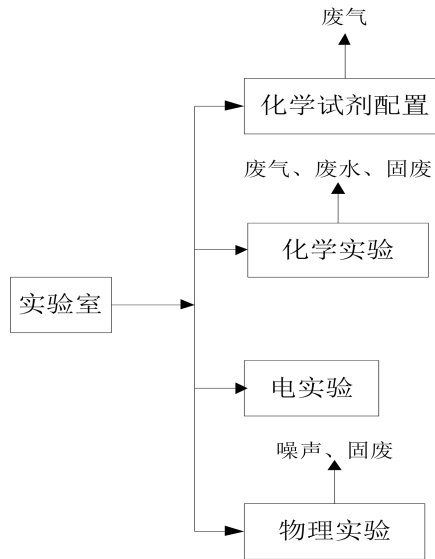 废气
化学试剂配置
废气、废水、固废
化学实验
实验室
电实验
噪声、固废
物理实验